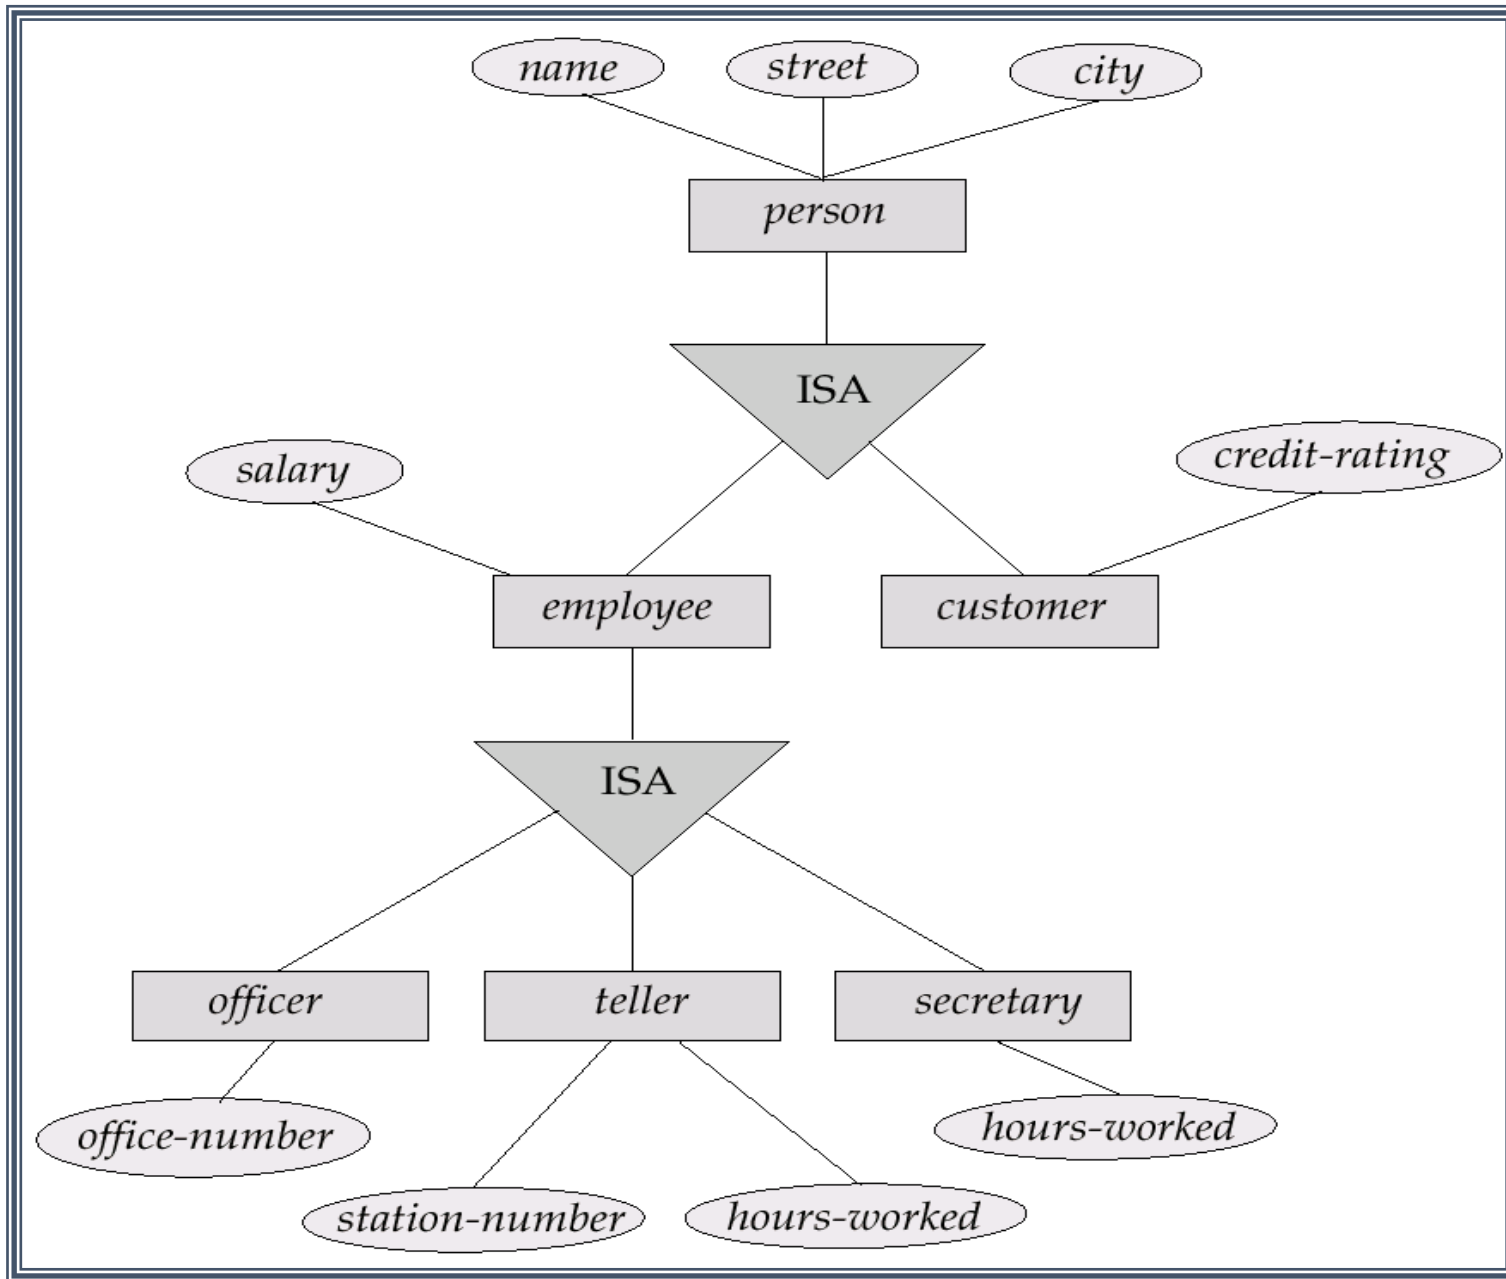 name
street
city
person
ISA
salary
credit-rating
employee
customer
ISA
officer
teller
secretary
office-number
hours-worked
station-number
hours-worked